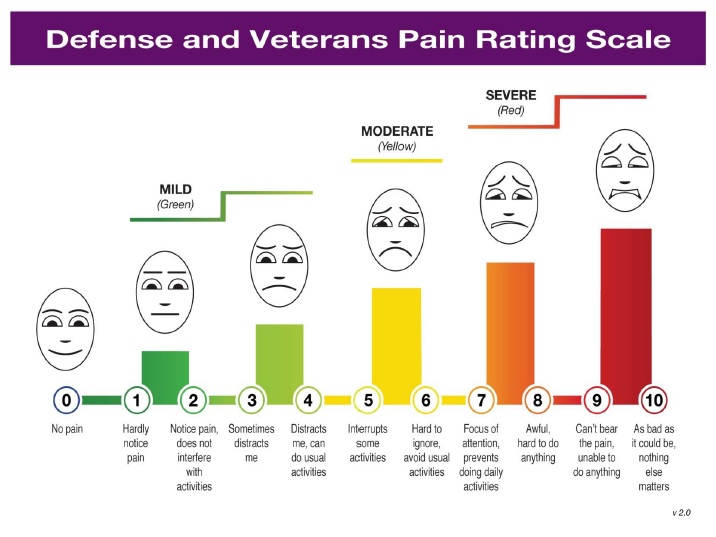 Defense and Veterans Pain Rating Scale
SEVERE
(Red)
MODERATE
(Yellow)
MILD
(Green)
0 1 2 3 4 5 6 7 8 9 10
No pain
Hardly
notice
pain
Notice pain,
does not
interfere
with
activities
Sometimes
distracts
me
Distracts
me, can
do usual
activities
Interrupts
some
activities
Hard to
ignore,
avoid usual
activities
Focus of
attention,
prevents
doing daily
activities
Awful,
hard to do
anything
Can't bear
the pain,
unable to
do anything
As bad as
it could be,
nothing
else
matters
v 2.0